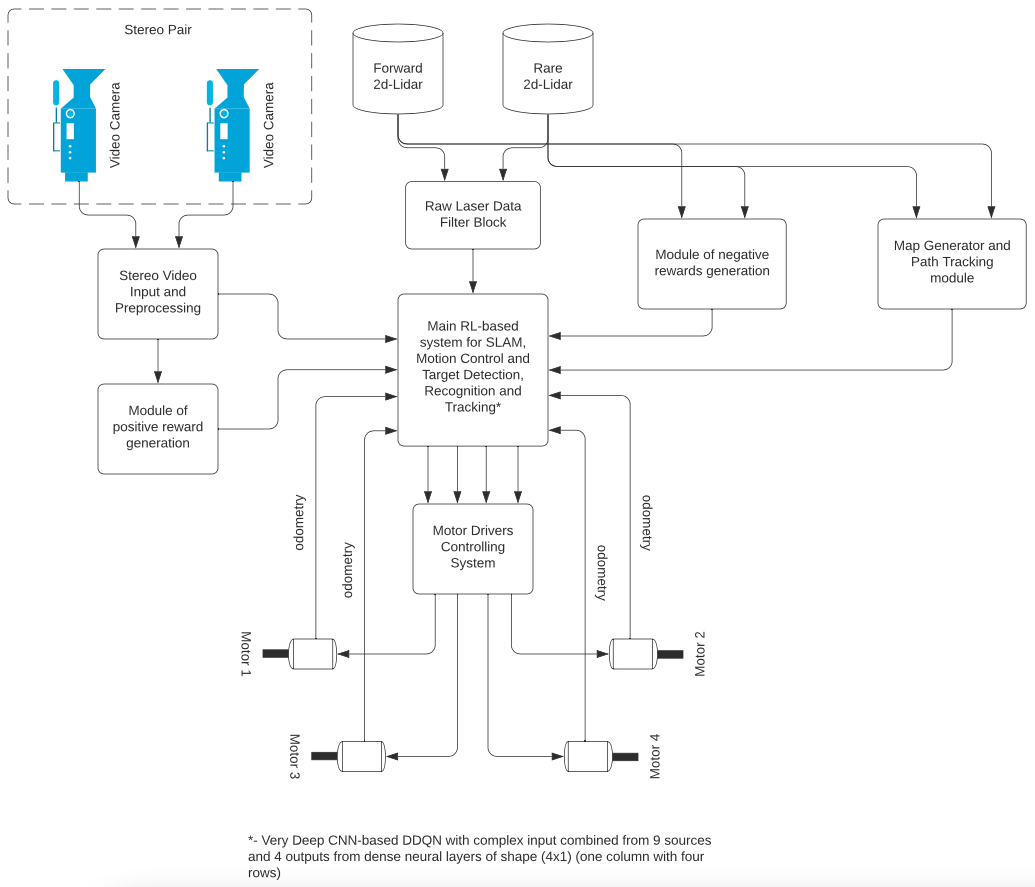 Stereo Pair
Video Camera
Video Camera
Forward
2d-Lidar
Rare
2d-Lidar
Raw Laser Data
Filter Block
Module of negative
rewards generation
Map Generator and
Path Tracking
module
Stereo Video
Input and
Preprocessing
Main RL-based
system for SLAM,
Motion Control and
Target Detection,
Recognition and
Tracking*
Module of
positive reward
generation
odometry
odometry
odometry
odometry
Motor Drivers
Controlling
System
Motor 1
Motor 2
Motor 3
Motor 4
*- Very Deep CNN-based DDQN with complex input combined from 9 sources
and 4 outputs from dense neural layers of shape (4x1) (one column with four
rows)